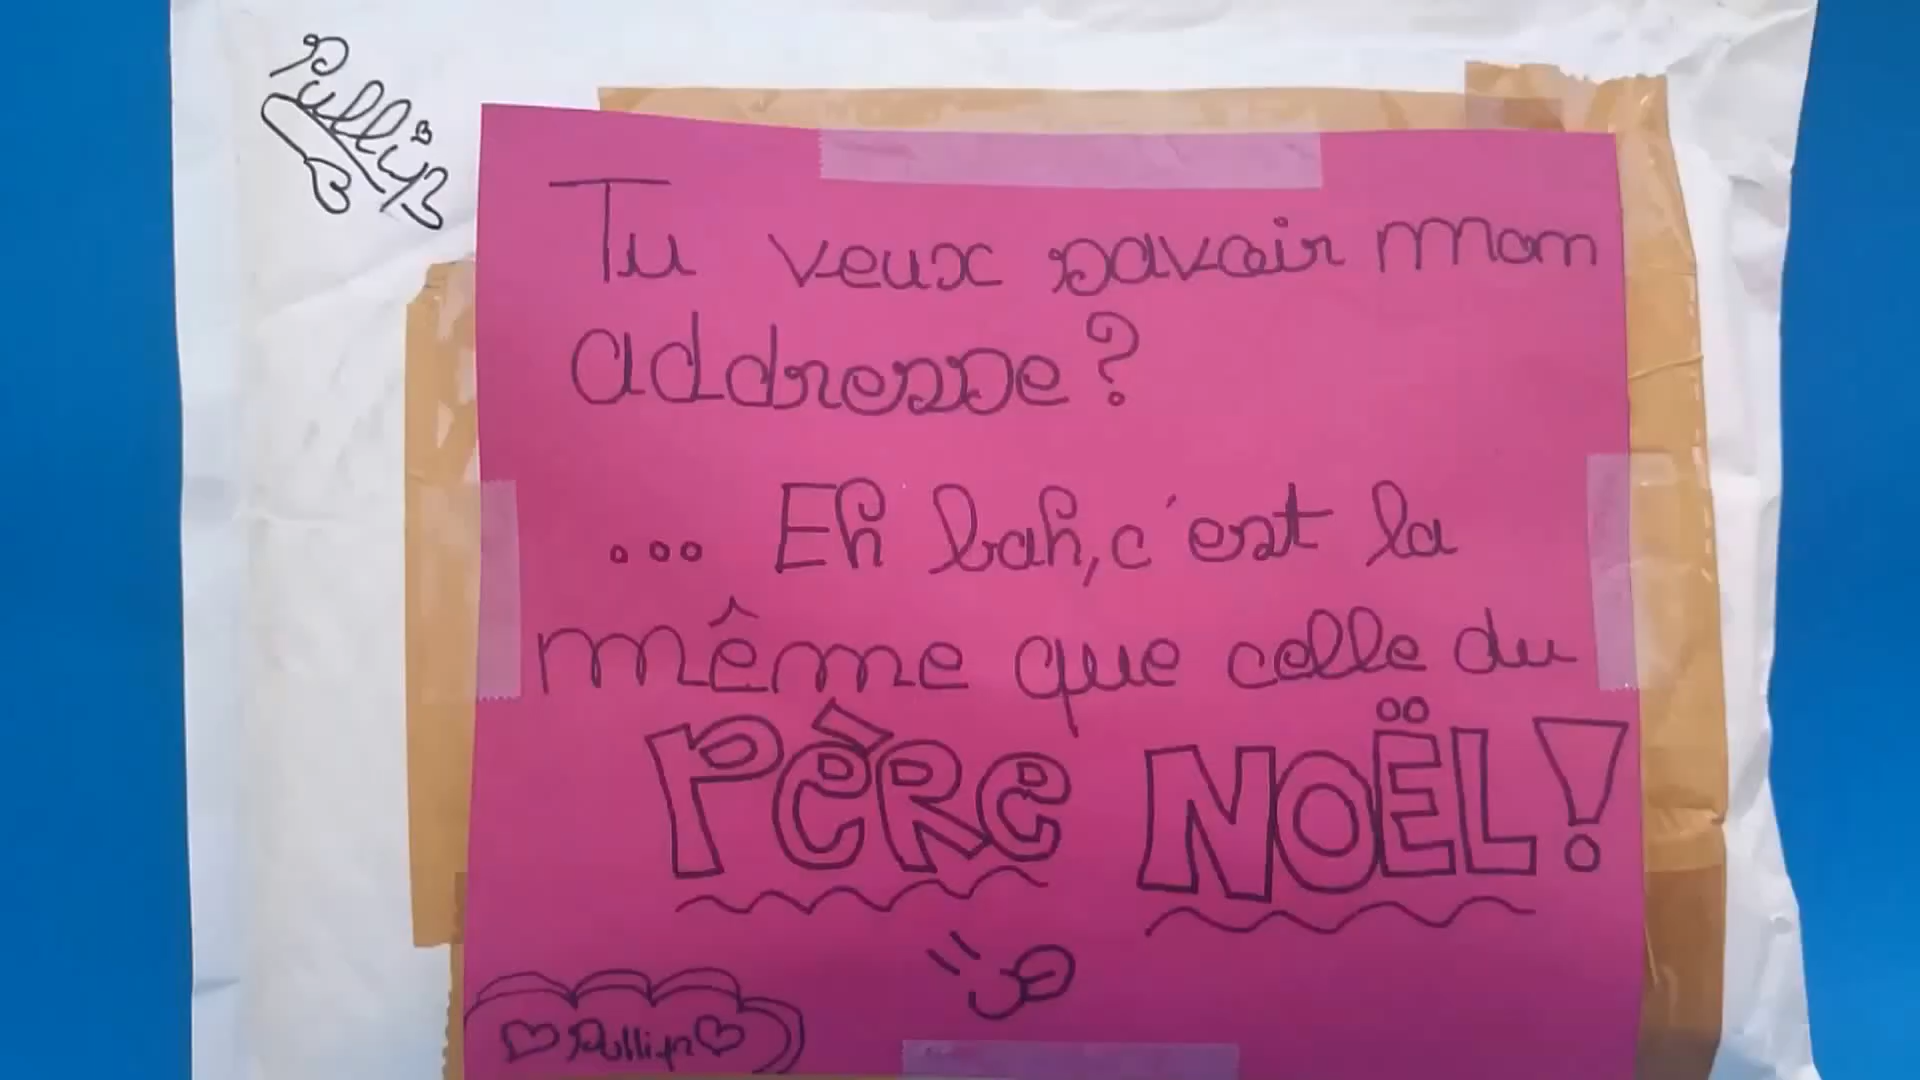 Pullip
Tu veux savoir mon
addresse?
... Eh bah, c'est la
même que celle du
PÈRe NOËL!
Pullip